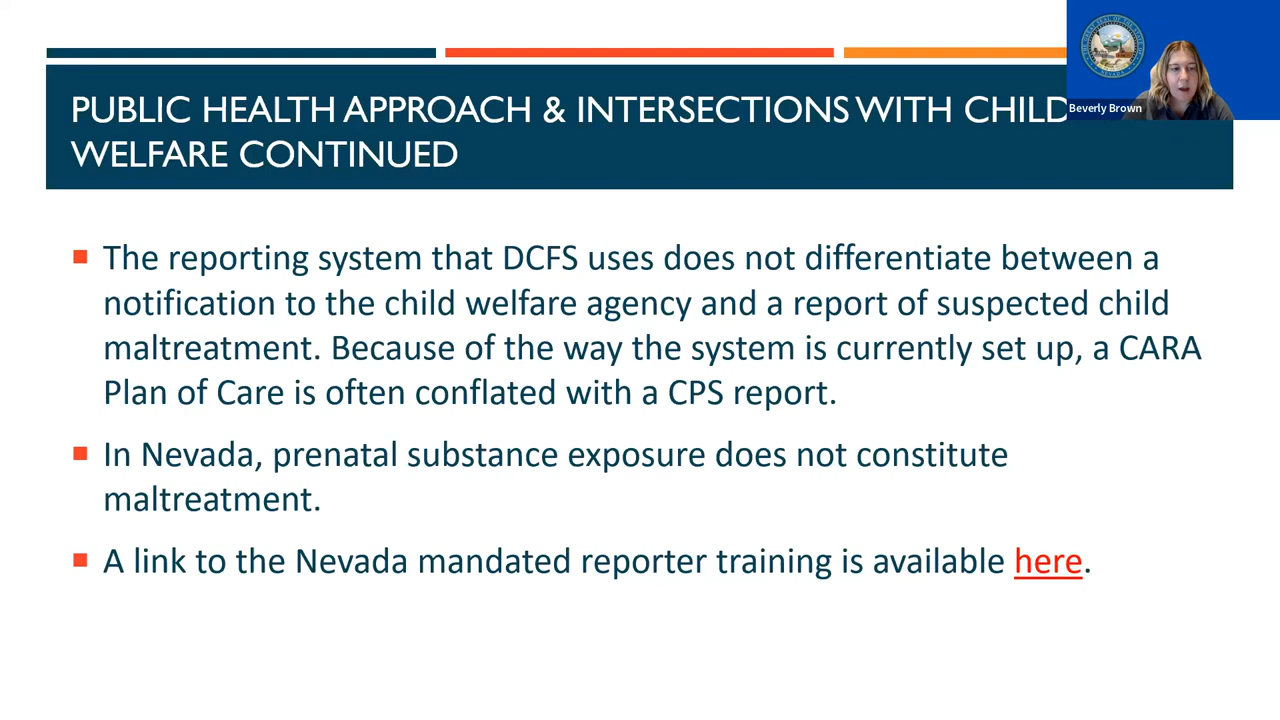 PUBLIC HEALTH APPROACH & INTERSECTIONS WITH CHILD
WELFARE CONTINUED
Beverly Brown
The reporting system that DCFS uses does not differentiate between a
notification to the child welfare agency and a report of suspected child
maltreatment. Because of the way the system is currently set up, a CARA
Plan of Care is often conflated with a CPS report.
In Nevada, prenatal substance exposure does not constitute
maltreatment.
A link to the Nevada mandated reporter training is available here.